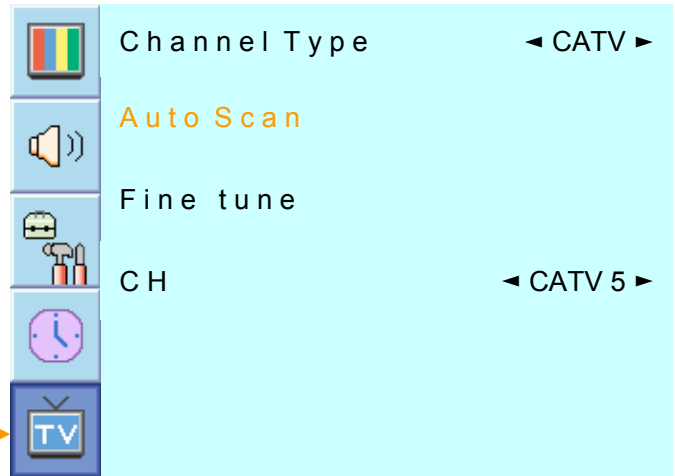 Channel Type ◄ CATV ►
Auto Scan
Fine tune
CH ◄ CATV 5 ►
TV